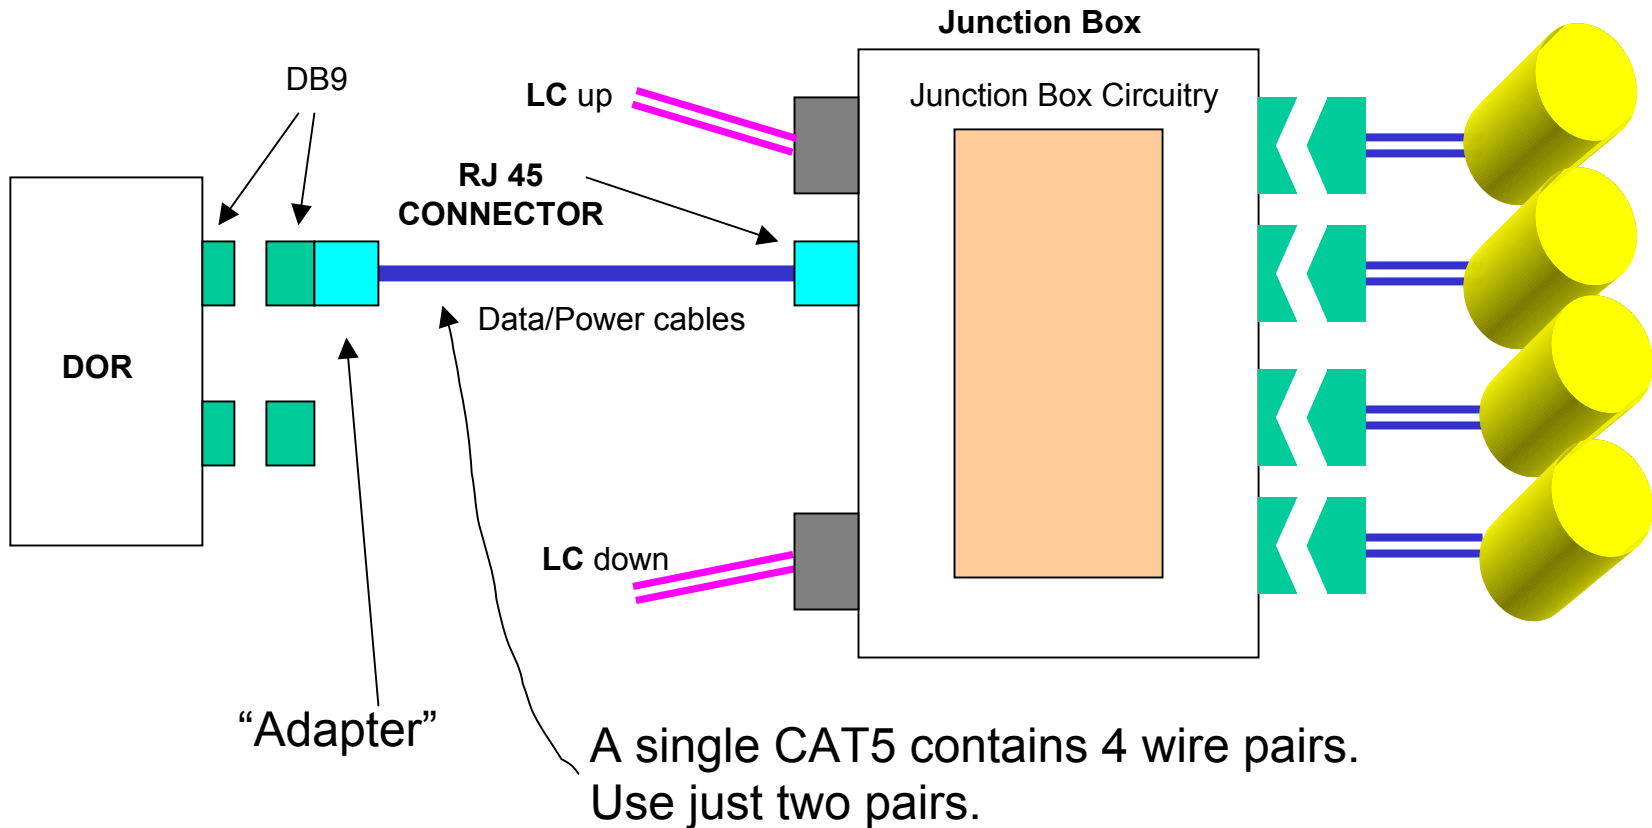 Junction Box
DB9
LC up
Junction Box Circuitry
RJ 45
CONNECTOR
Data/Power cables
DOR
LC down
“Adapter”
A single CAT5 contains 4 wire pairs.
Use just two pairs.